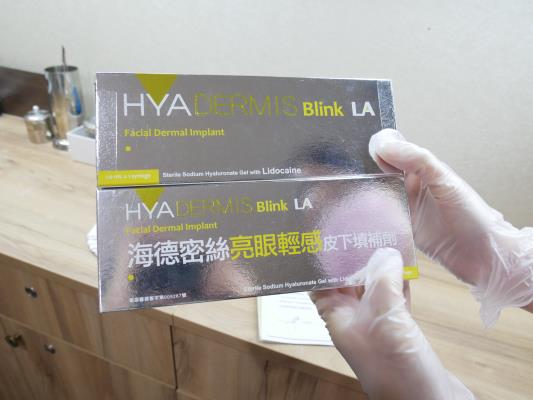 HYADERMIS Blink LA
Facial Dermal Implant
Sterile Sodium Hyaluronate Gel with Lidocaine
HYADERMIS Blink LA
Facial Dermal Implant
海德密絲亮眼輕感皮下填補劑
Sterile Sodium Hyaluronate Gel with Lidocaine